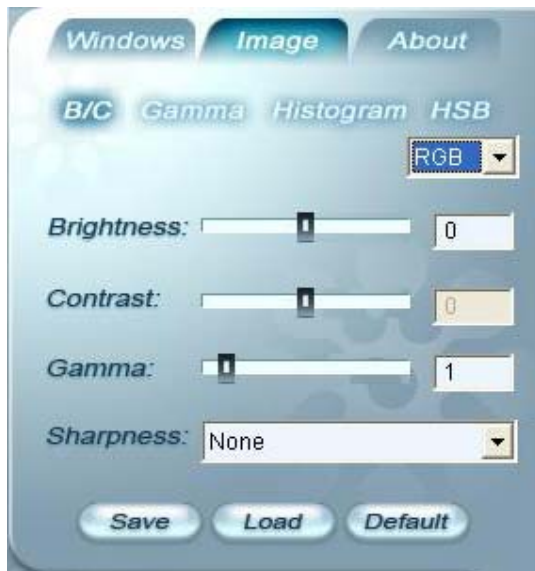 Windows Image About
B/C Gamma Histogram HSB
RGB
Brightness: 0
Contrast: 0
Gamma: 1
Sharpness: None
Save Load Default